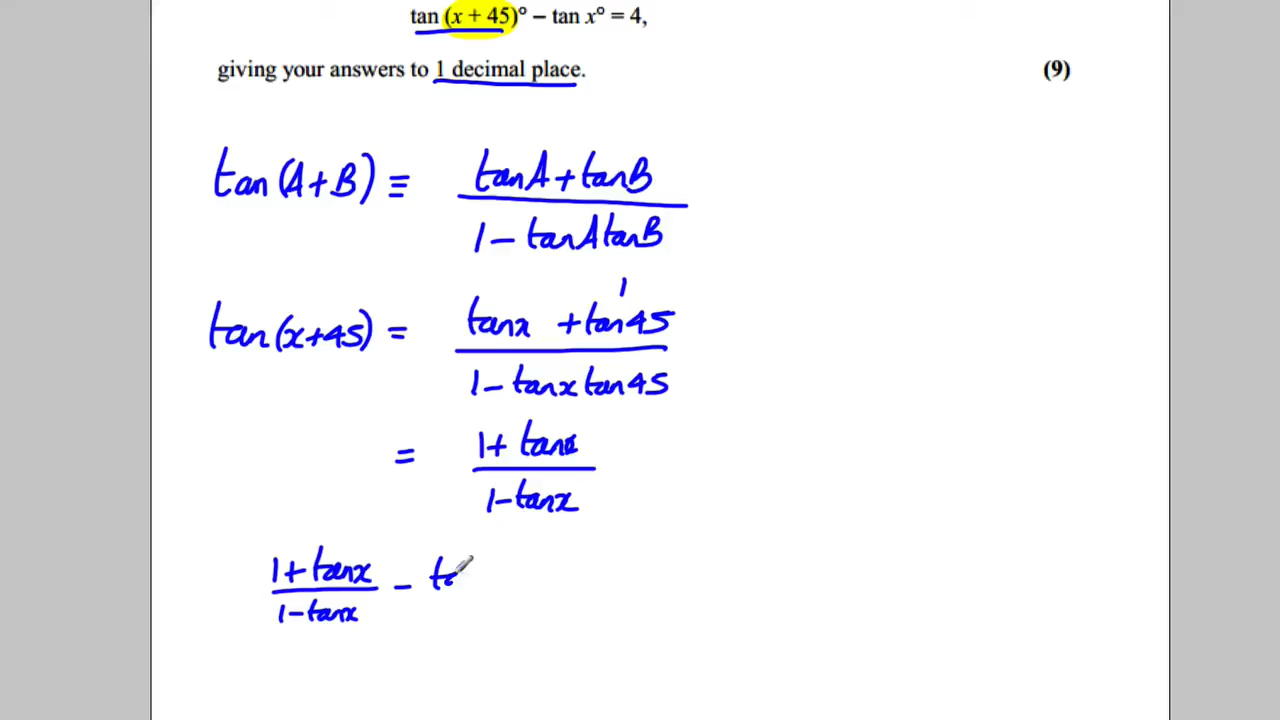 tan (x + 45)° – tan x° = 4,
giving your answers to 1 decimal place. (9)
tan(A+B) ≡ tanA + tanB
1 – tanA tanB
1
tan(x+45) = tanx + tan45
1 – tanx tan45
= 1 + tanx
1 – tanx
1 + tanx – ta
1 – tanx